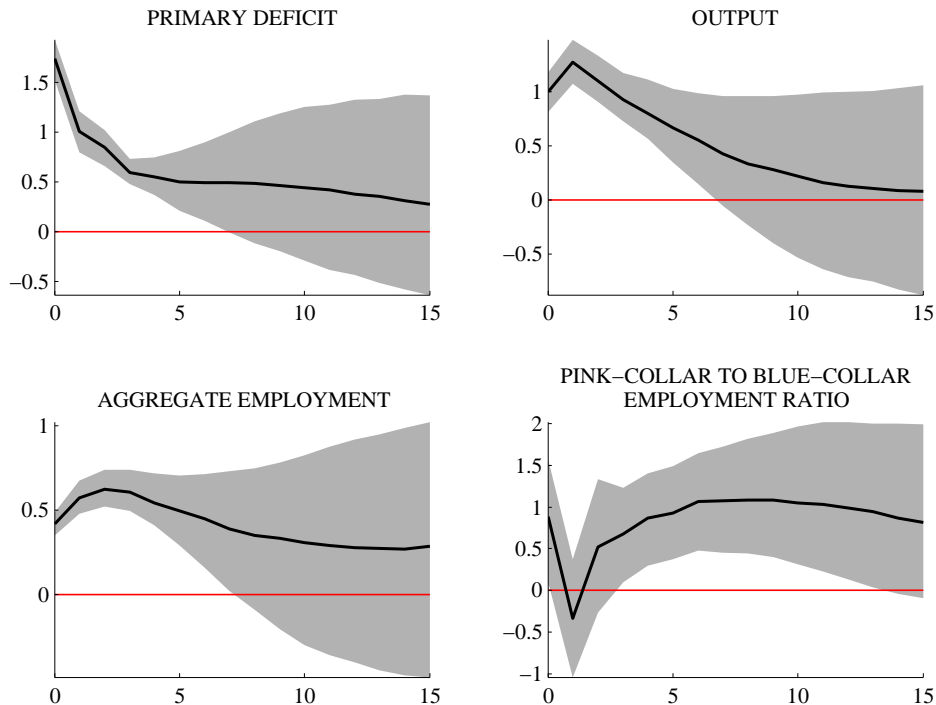 PRIMARY DEFICIT
1.5
1
0.5
0
−0.5
0 5 10 15
OUTPUT
1
0.5
0
−0.5
0 5 10 15
AGGREGATE EMPLOYMENT
1
0.5
0
0 5 10 15
PINK−COLLAR TO BLUE−COLLAR
EMPLOYMENT RATIO
2
1.5
1
0.5
0
−0.5
−1
0 5 10 15